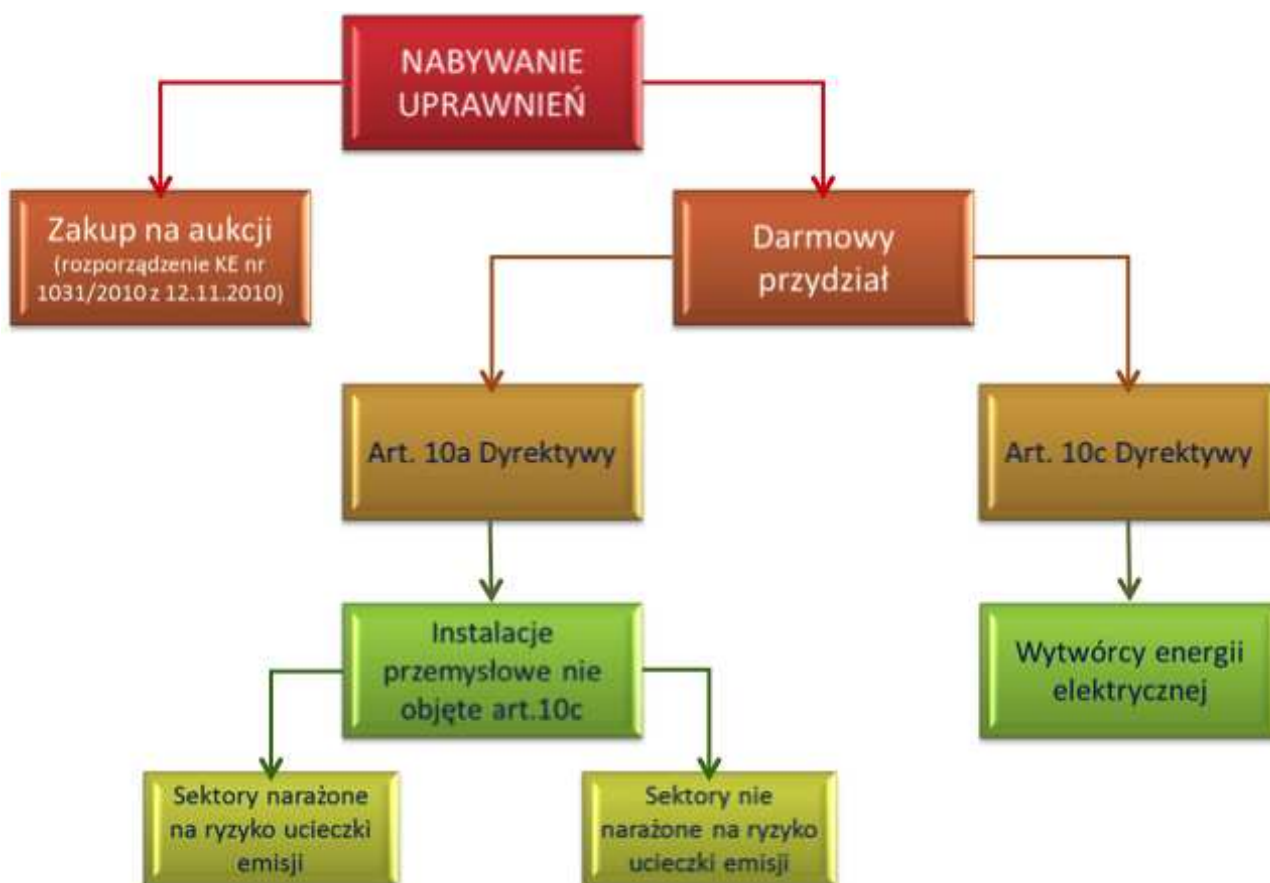 NABYWANIE
UPRAWNIEŃ
Zakup na aukcji
(rozporządzenie KE nr
1031/2010 z 12.11.2010)
Darmowy
przydział
Art. 10a Dyrektywy
Art. 10c Dyrektywy
Instalacje
przemysłowe nie
objęte art.10c
Wytwórcy energii
elektrycznej
Sektory narażone
na ryzyko ucieczki
emisji
Sektory nie
narażone na ryzyko
ucieczki emisji